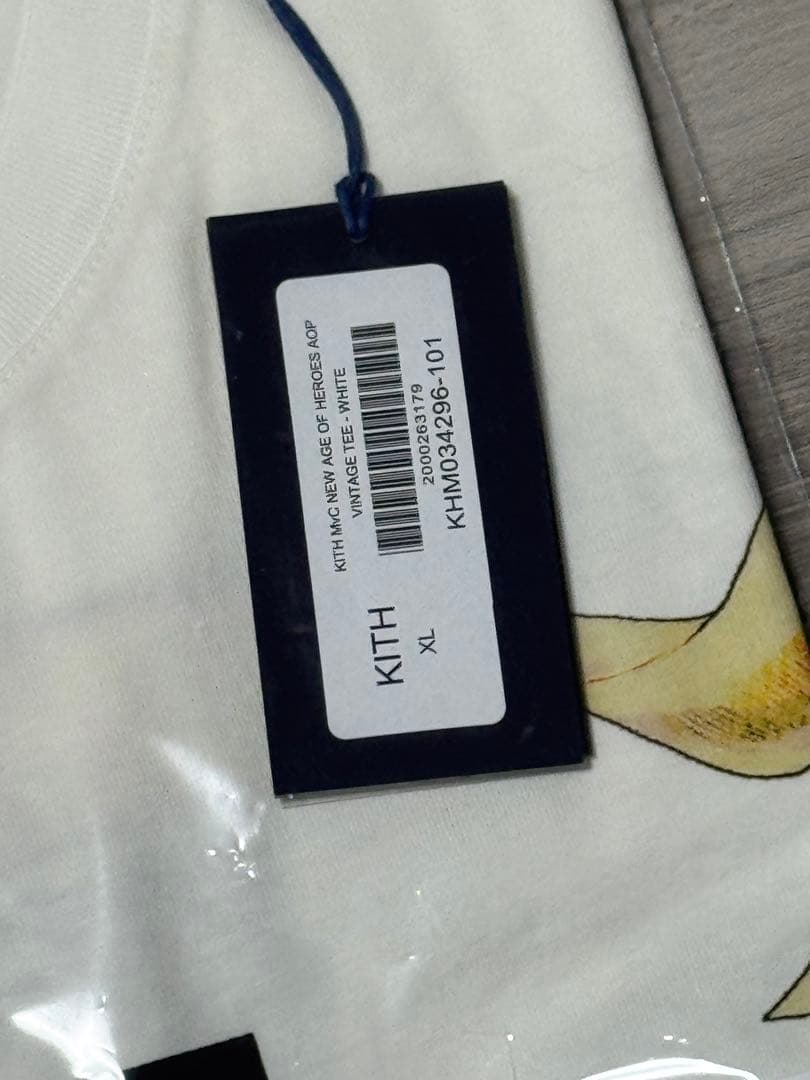 KITH MvC NEW AGE OF HEROES AOP
VINTAGE TEE - WHITE
2000263179
KHM034296-101
KITH
XL